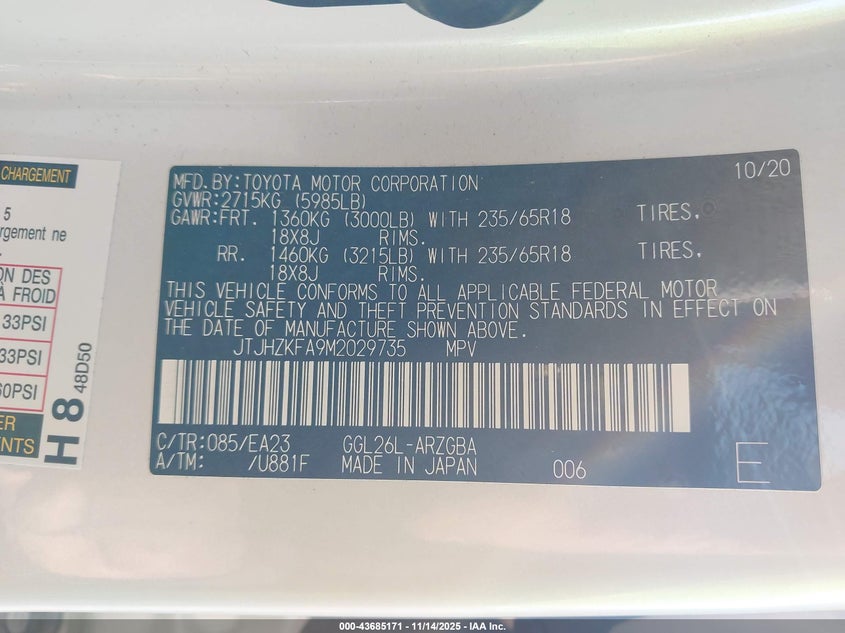 CHARGEMENT
5
rgement ne
ON DES
À FROID
33PSI
33PSI
60PSI
ER
ENTS
H 8
48D50
10/20
MFD.BY:TOYOTA MOTOR CORPORATION
GVWR:2715KG (5985LB)
GAWR:FRT. 1360KG (3000LB) WITH 235/65R18 TIRES,
18X8J RIMS.
RR. 1460KG (3215LB) WITH 235/65R18 TIRES,
18X8J RIMS.
THIS VEHICLE CONFORMS TO ALL APPLICABLE FEDERAL MOTOR
VEHICLE SAFETY AND THEFT PREVENTION STANDARDS IN EFFECT ON
THE DATE OF MANUFACTURE SHOWN ABOVE.
JTJHZKFA9M2029735 MPV
C/TR:085/EA23 GGL26L-ARZGBA
A/TM: /U881F MADE IN JAPAN 006 E
000-43685171 - 11/14/2025 - IAA Inc.